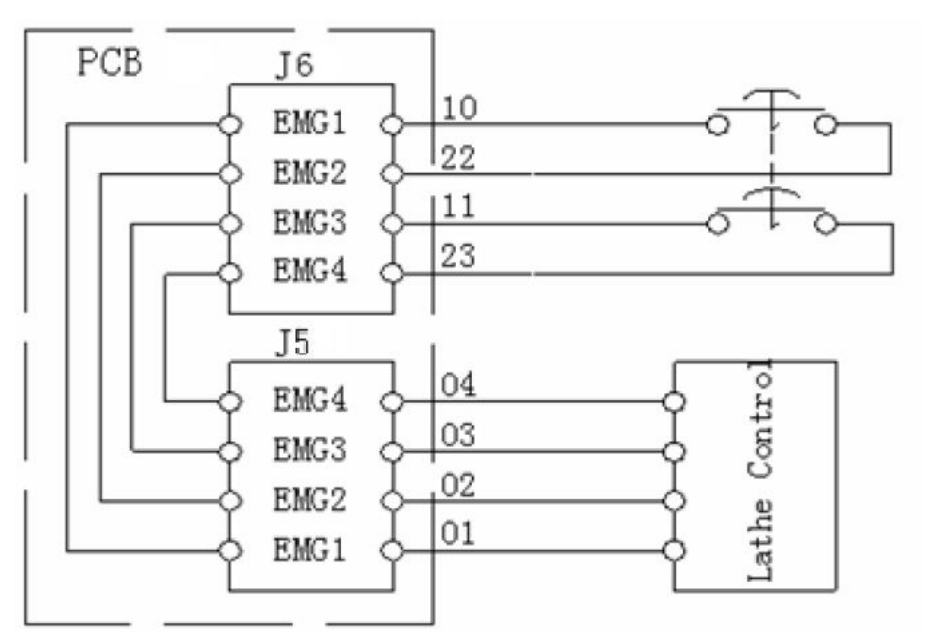 PCB
J6
EMG1 10
EMG2 22
EMG3 11
EMG4 23
J5
EMG4 04
EMG3 03
EMG2 02
EMG1 01
Lathe Control